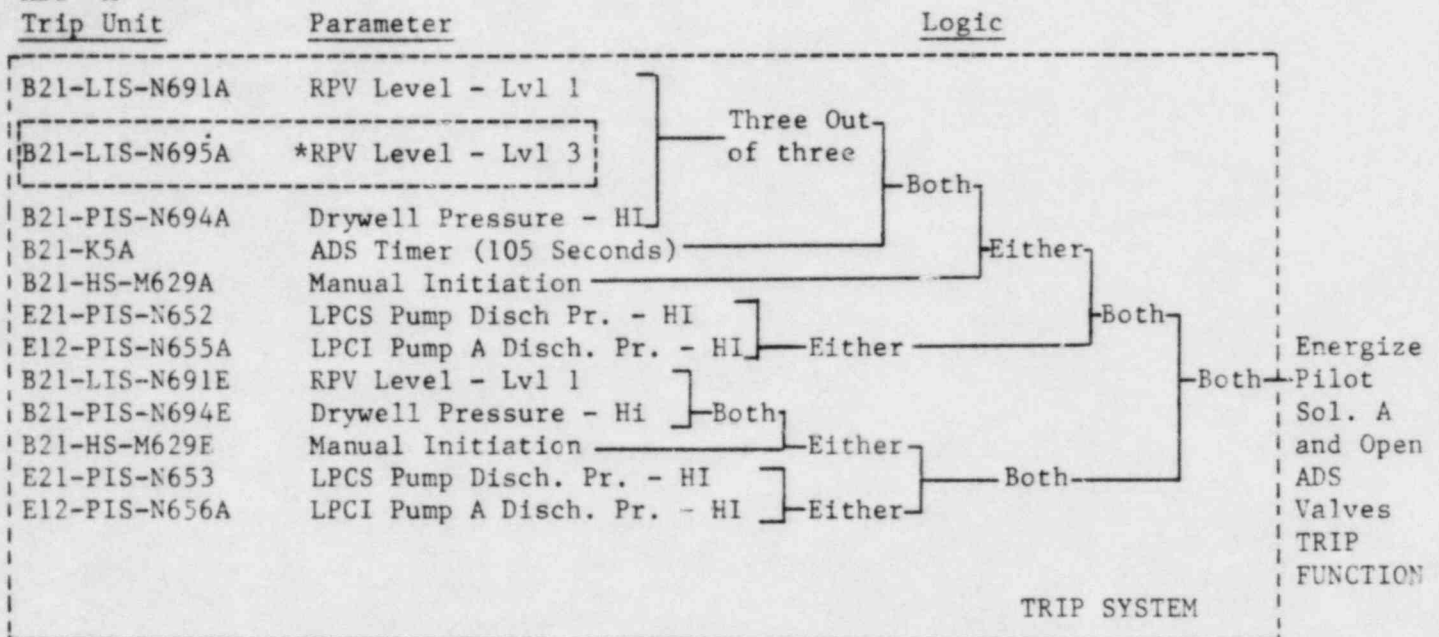 Trip Unit Parameter Logic
B21-LIS-N691A RPV Level - Lvl 1
Three Out
B21-LIS-N695A *RPV Level - Lvl 3 of three
Both
B21-PIS-N694A Drywell Pressure - HI
B21-K5A ADS Timer (105 Seconds) Either
B21-HS-M629A Manual Initiation
E21-PIS-N652 LPCS Pump Disch Pr. - HI Both
E12-PIS-N655A LPCI Pump A Disch. Pr. - HI Either Energize
B21-LIS-N691E RPV Level - Lvl 1 Both Pilot
B21-PIS-N694E Drywell Pressure - Hi Both Sol. A
B21-HS-M629E Manual Initiation Either and Open
E21-PIS-N653 LPCS Pump Disch. Pr. - HI Both ADS
E12-PIS-N656A LPCI Pump A Disch. Pr. - HI Either Valves
TRIP
FUNCTION
TRIP SYSTEM